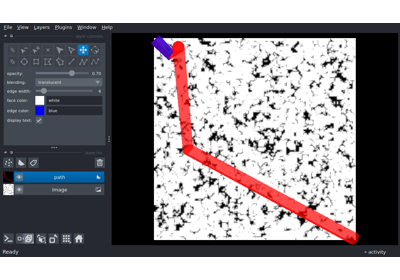 File View Layers Plugins Window Help
opacity: 0.70
blending: translucent
edge width:
face color: white
edge color: blue
display text:
path
Image
Ready
activity